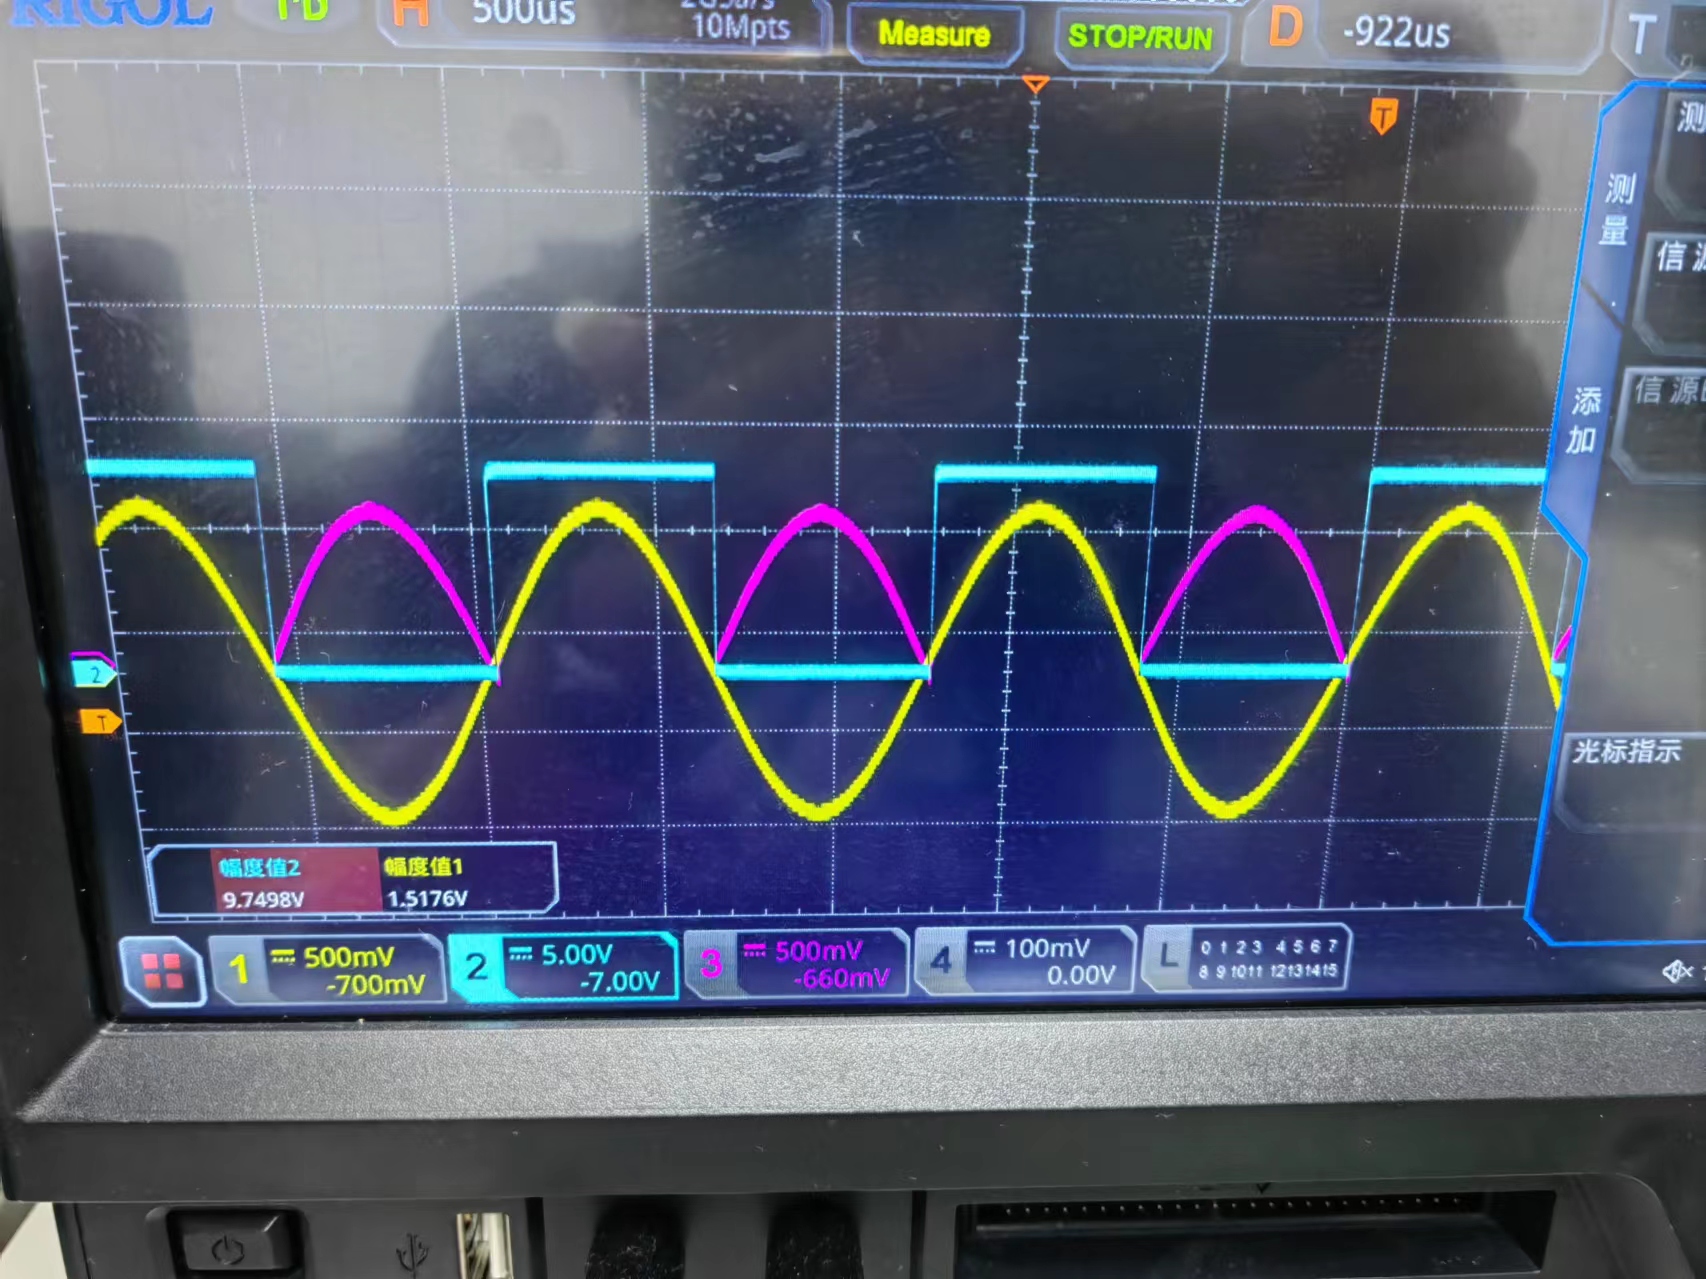 RIGOL T'D H 500us 2GSa/s D -922us T
10Mpts
Measure STOP/RUN
测量
添加
信源
信源
光标指示
2
T
T
幅度值2 幅度值1
9.7498V 1.5176V
1 500mV
-700mV
2 5.00V
-7.00V
3 500mV
-660mV
4 100mV
0.00V
L 0 1 2 3 4 5 6 7
8 9 10 11 12 13 14 15